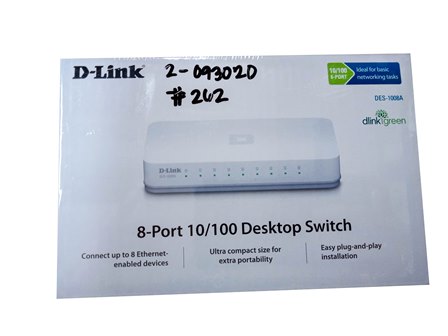 D-Link
2-093020
#262
10/100
8-PORT
Ideal for basic
networking tasks
DES-1008A
dlinkgreen
D-Link
8-Port 10/100 Desktop Switch
Connect up to 8 Ethernet-
enabled devices
Ultra compact size for
extra portability
Easy plug-and-play
installation